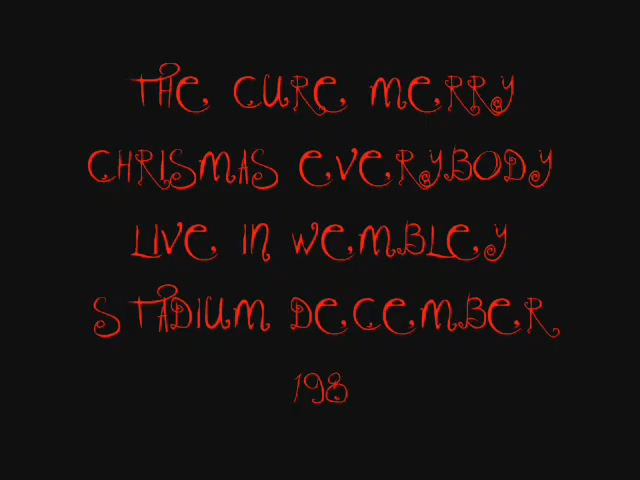 THE CURE MERRY
CHRISMAS EVERYBODY
LIVE IN WEMBLEY
STADIUM DECEMBER
198